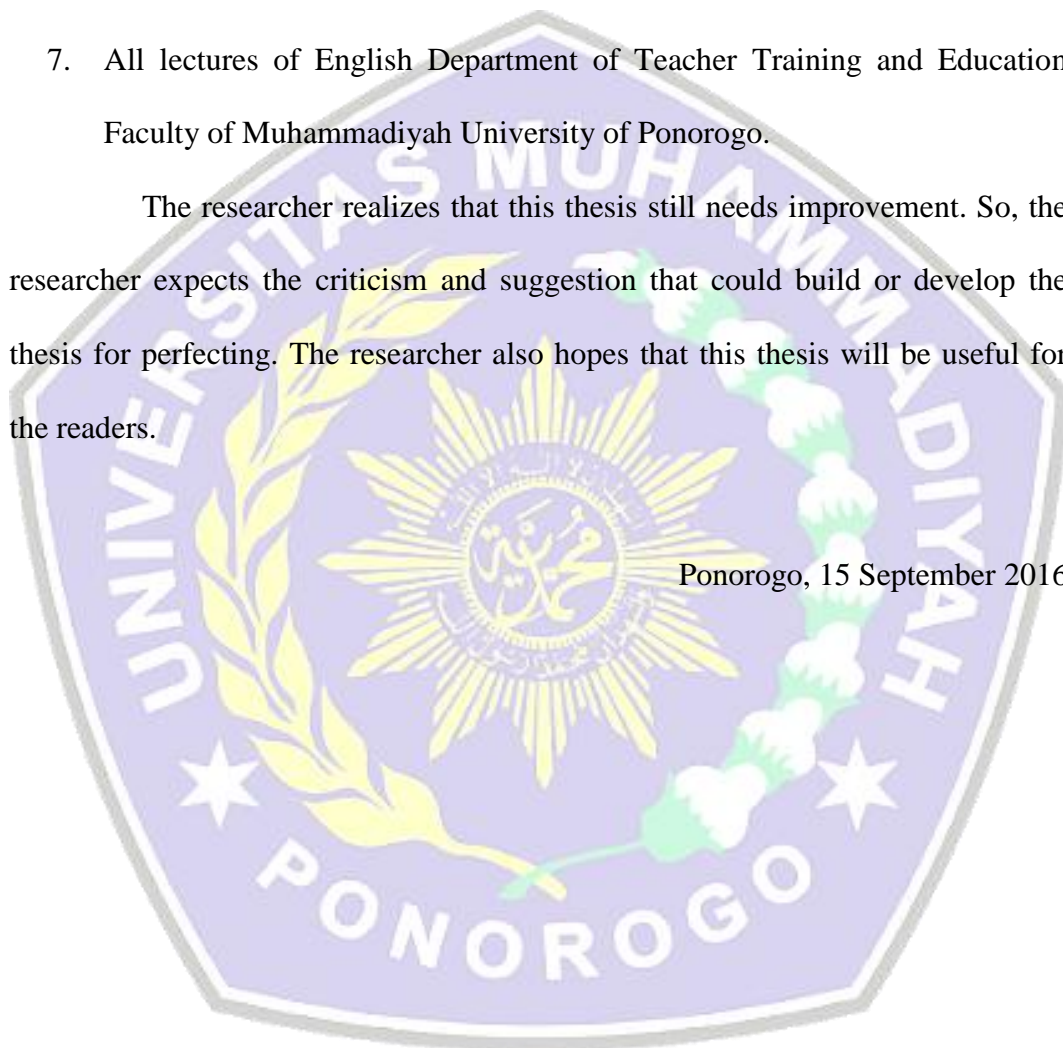 7. All lectures of English Department of Teacher Training and Education
Faculty of Muhammadiyah University of Ponorogo.
The researcher realizes that this thesis still needs improvement. So, the
researcher expects the criticism and suggestion that could build or develop the
thesis for perfecting. The researcher also hopes that this thesis will be useful for
the readers.
Ponorogo, 15 September 2016
UNIVERSITAS MUHAMMADIYAH
PONOROGO
محمدية